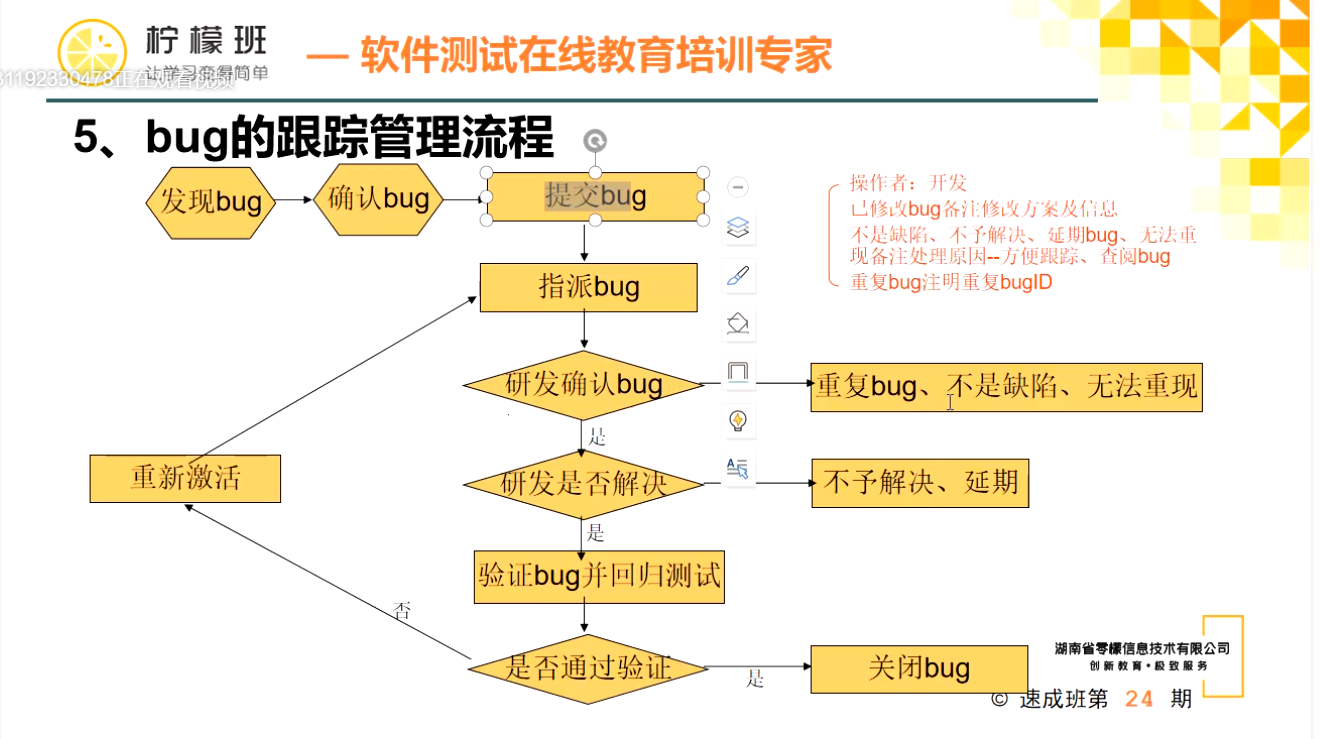 柠檬班
— 软件测试在线教育培训专家
让学习变得简单
1192330478正在观看视频
5、bug的跟踪管理流程
发现bug
确认bug
提交bug
操作者：开发
已修改bug备注修改方案及信息
不是缺陷、不予解决、延期bug、无法重
现备注处理原因--方便跟踪、查阅bug
重复bug注明重复bugID
指派bug
研发确认bug
重复bug、不是缺陷、无法重现
是
重新激活
研发是否解决
不予解决、延期
是
验证bug并回归测试
否
是否通过验证
是
关闭bug
湖南省零檬信息技术有限公司
创新教育•极致服务
© 速成班第 24 期